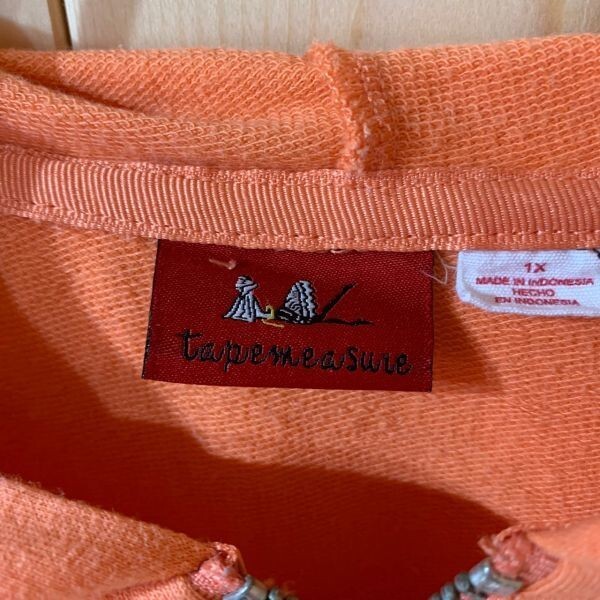 tapemeasure
1X
MADE IN INDONESIA
HECHO
EN INDONESIA